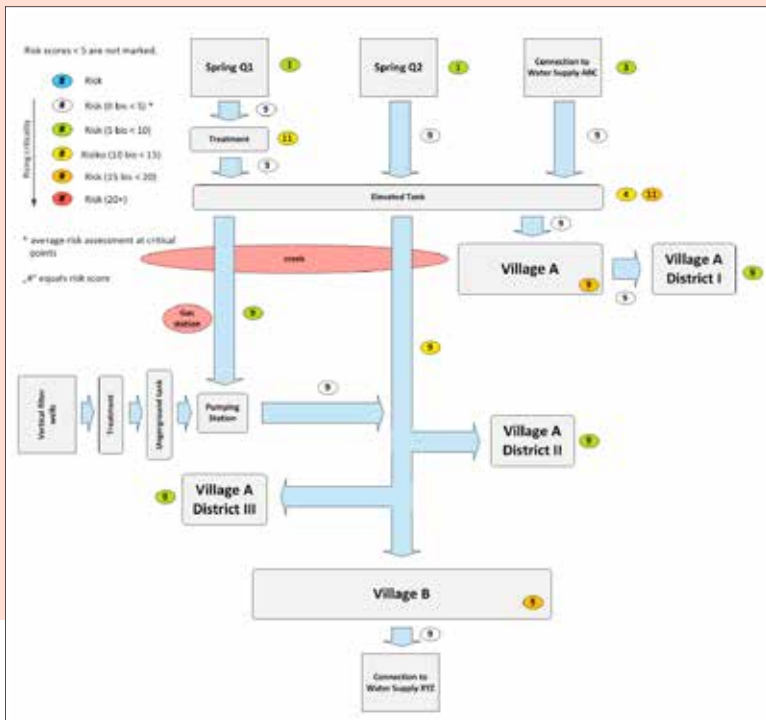 Risk scores < 5 are not marked.
Rising criticality
# Risk
# Risk (0 bis < 5) *
# Risk (5 bis < 10)
# Risiko (10 bis < 15)
# Risk (15 bis < 20)
# Risk (20+)
* average risk assessment at critical
points
„#" equals risk score
Spring Q1
1
Spring Q2
1
Connection to
Water Supply ABC
3
9
9
9
Treatment
11
9
Elevated Tank
4
11
9
creek
Village A
9
Village A
District I
9
Gas
station
9
9
Vertical filter
wells
Treatment
Underground tank
Pumping
Station
9
Village A
District II
9
Village A
District III
9
Village B
9
9
Connection to
Water Supply XYZ